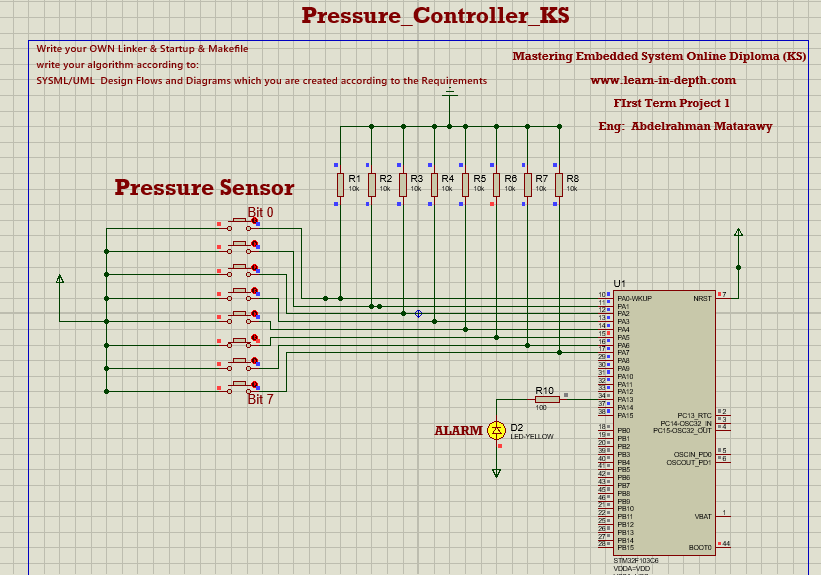 Pressure_Controller_KS
Write your OWN Linker & Startup & Makefile
write your algorithm according to:
SYSML/UML  Design Flows and Diagrams which you are created according to the Requirements
Mastering Embedded System Online Diploma (KS)
www.learn-in-depth.com
FIrst Term Project 1
Eng:  Abdelrahman Matarawy
R1 R2 R3 R4 R5 R6 R7 R8
10k 10k 10k 10k 10k 10k 10k 10k
Pressure Sensor
Bit 0
Bit 7
U1
10 PA0-WKUP NRST 7
11 PA1
12 PA2
13 PA3
14 PA4
15 PA5
16 PA6
17 PA7
29 PA8
30 PA9
31 PA10
32 PA11
33 PA12
34 PA13
37 PA14
38 PA15
R10
100
PC13_RTC 2
PC14-OSC32_IN 3
PC15-OSC32_OUT 4
ALARM
D2
LED-YELLOW
18 PB0
19 PB1
20 PB2
39 PB3
40 PB4
41 PB5
42 PB6
43 PB7
45 PB8
46 PB9
21 PB10
22 PB11
25 PB12
26 PB13
27 PB14
28 PB15
OSCIN_PD0 5
OSCOUT_PD1 6
VBAT 1
BOOT0 44
STM32F103C6
VDDA=VDD